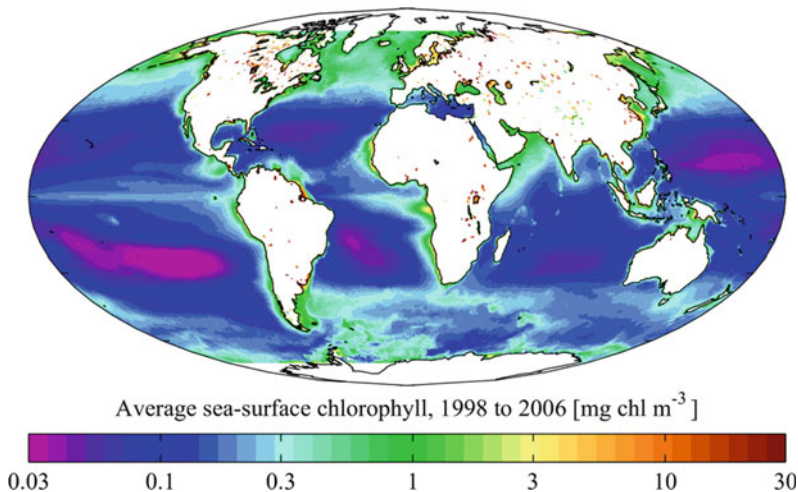 Average sea-surface chlorophyll, 1998 to 2006 [mg chl m⁻³]
0.03 0.1 0.3 1 3 10 30